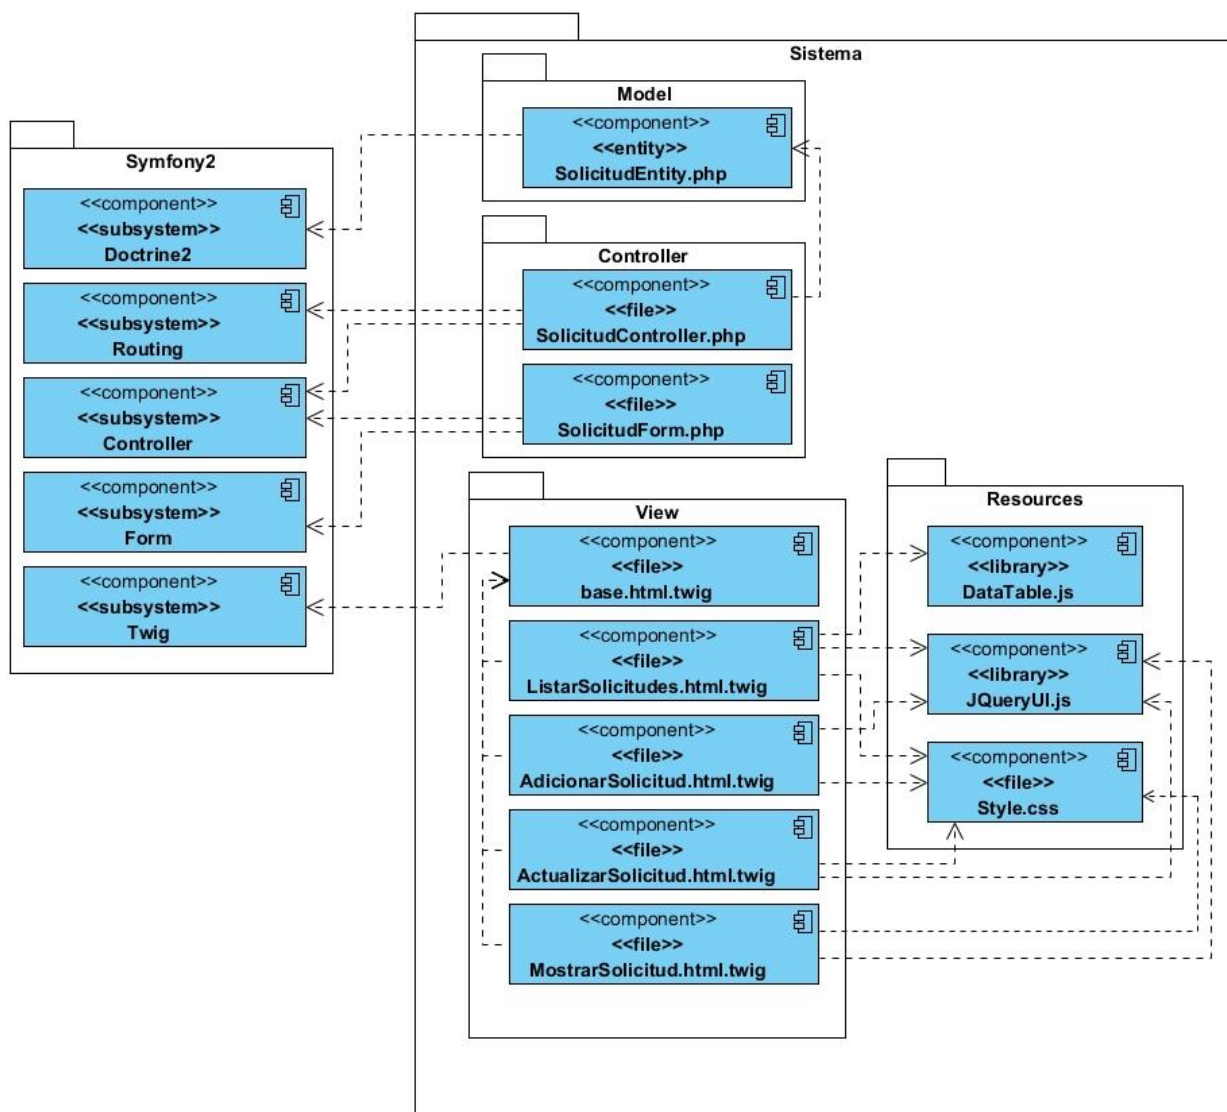 Sistema
Model
<<component>>
<<entity>>
SolicitudEntity.php
Symfony2
<<component>>
<<subsystem>>
Doctrine2
<<component>>
<<subsystem>>
Routing
<<component>>
<<subsystem>>
Controller
<<component>>
<<subsystem>>
Form
<<component>>
<<subsystem>>
Twig
Controller
<<component>>
<<file>>
SolicitudController.php
<<component>>
<<file>>
SolicitudForm.php
View
<<component>>
<<file>>
base.html.twig
<<component>>
<<file>>
ListarSolicitudes.html.twig
<<component>>
<<file>>
AdicionarSolicitud.html.twig
<<component>>
<<file>>
ActualizarSolicitud.html.twig
<<component>>
<<file>>
MostrarSolicitud.html.twig
Resources
<<component>>
<<library>>
DataTable.js
<<component>>
<<library>>
JQueryUI.js
<<component>>
<<file>>
Style.css